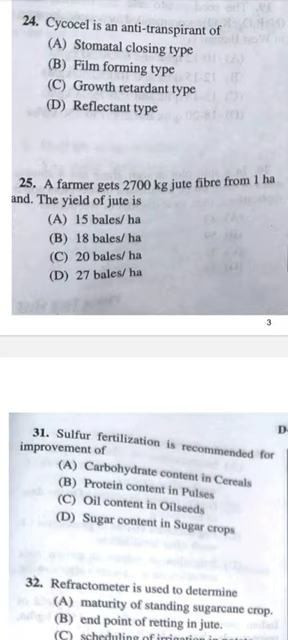 24. Cycocel is an anti-transpirant of
(A) Stomatal closing type
(B) Film forming type
(C) Growth retardant type
(D) Reflectant type
25. A farmer gets 2700 kg jute fibre from 1 ha
and. The yield of jute is
(A) 15 bales/ ha
(B) 18 bales/ ha
(C) 20 bales/ ha
(D) 27 bales/ ha
3
D-
31. Sulfur fertilization is recommended for
improvement of
(A) Carbohydrate content in Cereals
(B) Protein content in Pulses
(C) Oil content in Oilseeds
(D) Sugar content in Sugar crops
32. Refractometer is used to determine
(A) maturity of standing sugarcane crop.
(B) end point of retting in jute.
(C) scheduling of irrigation in